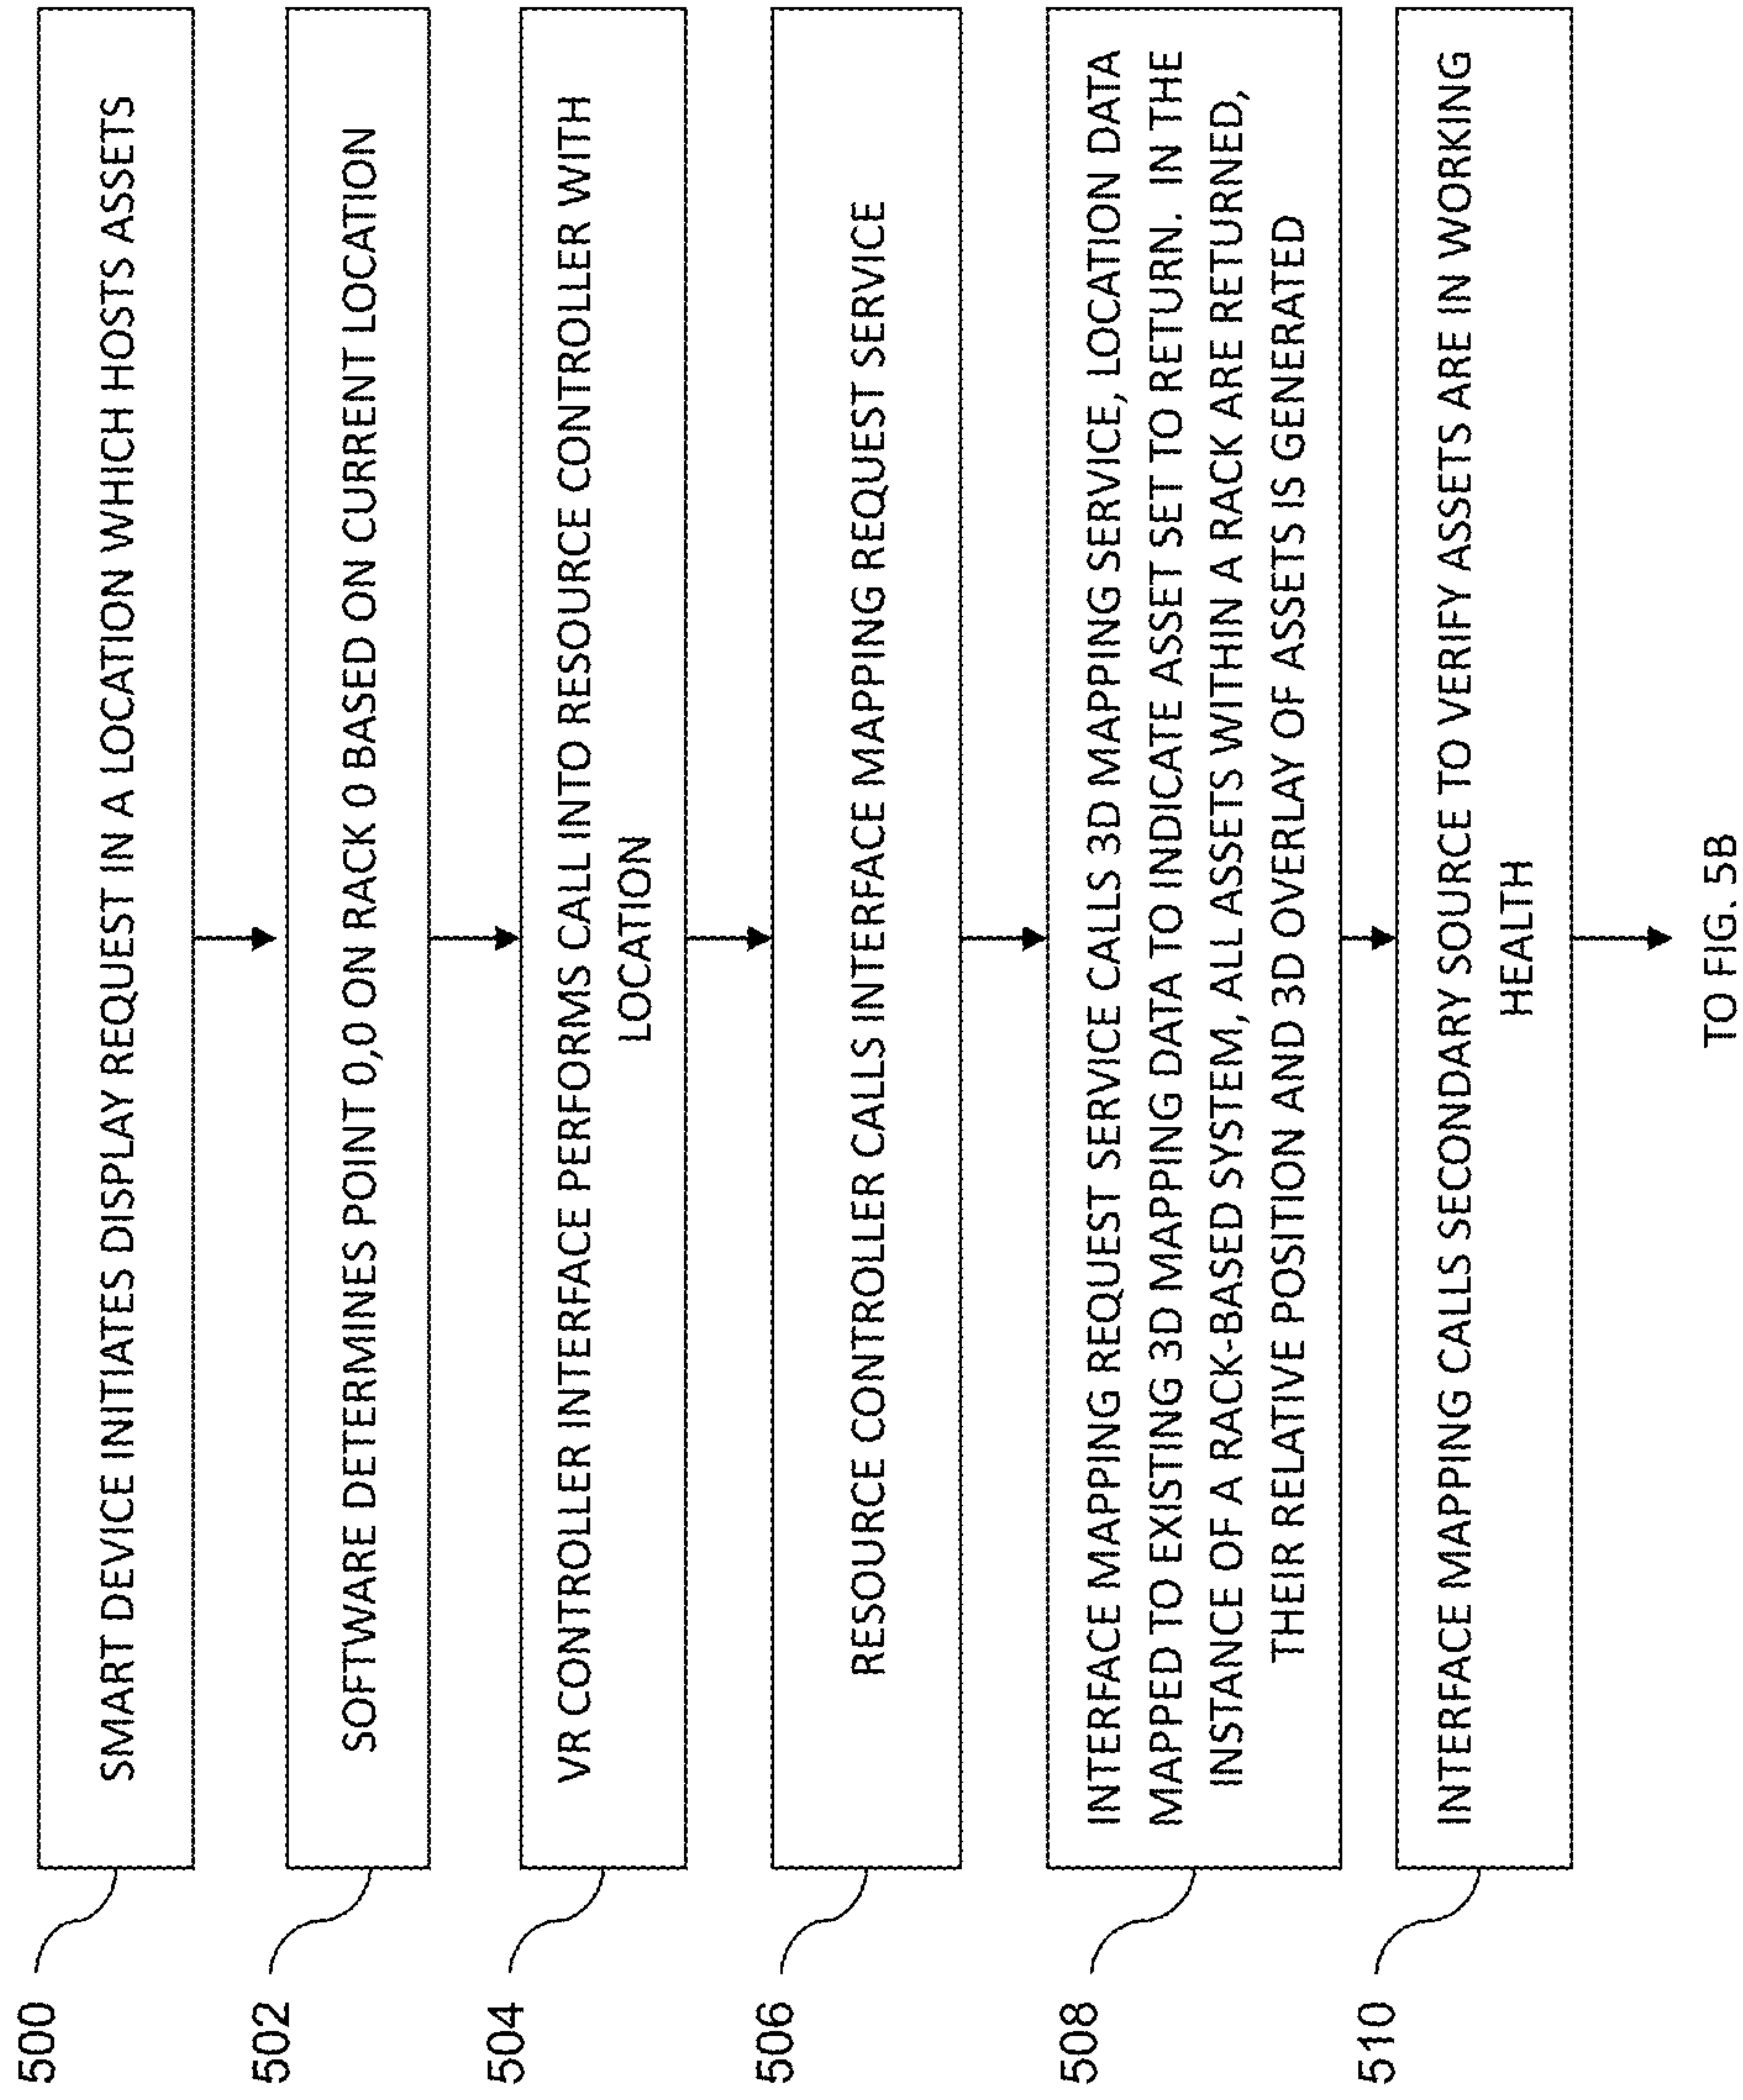 500
SMART DEVICE INITIATES DISPLAY REQUEST IN A LOCATION WHICH HOSTS ASSETS
502
SOFTWARE DETERMINES POINT 0,0 ON RACK 0 BASED ON CURRENT LOCATION
504
VR CONTROLLER INTERFACE PERFORMS CALL INTO RESOURCE CONTROLLER WITH
LOCATION
506
RESOURCE CONTROLLER CALLS INTERFACE MAPPING REQUEST SERVICE
508
INTERFACE MAPPING REQUEST SERVICE CALLS 3D MAPPING SERVICE, LOCATION DATA
MAPPED TO EXISTING 3D MAPPING DATA TO INDICATE ASSET SET TO RETURN. IN THE
INSTANCE OF A RACK-BASED SYSTEM, ALL ASSETS WITHIN A RACK ARE RETURNED,
THEIR RELATIVE POSITION AND 3D OVERLAY OF ASSETS IS GENERATED
510
INTERFACE MAPPING CALLS SECONDARY SOURCE TO VERIFY ASSETS ARE IN WORKING
HEALTH
TO FIG. 5B